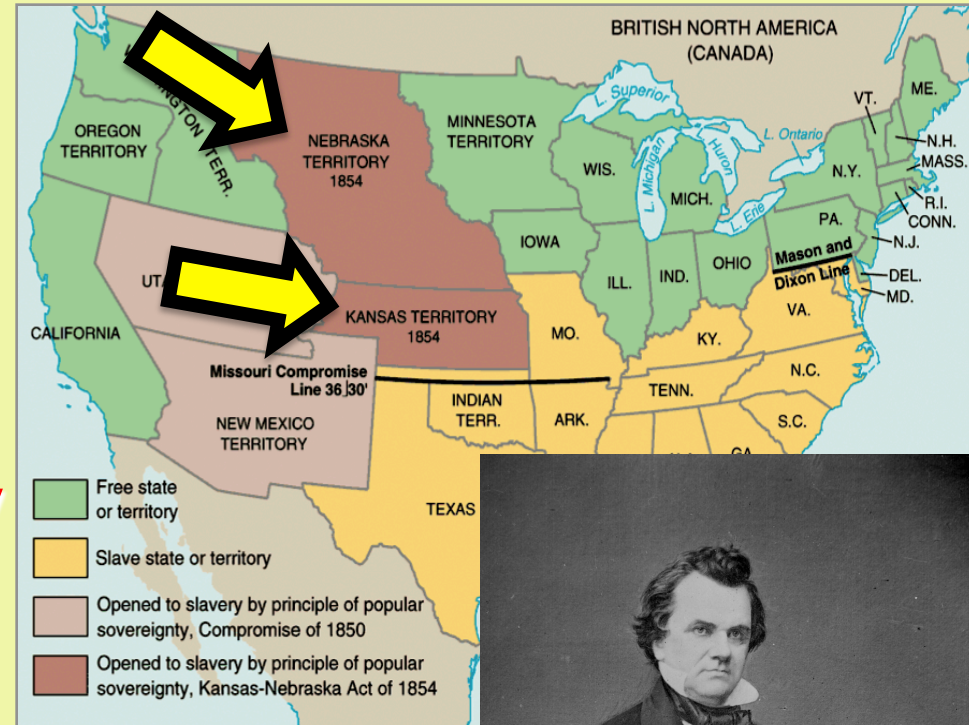 BRITISH NORTH AMERICA
(CANADA)
L. Superior
VT.
ME.
NEBRASKA
TERRITORY
1854
MINNESOTA
TERRITORY
OREGON
TERRITORY
TERR.
WIS.
L. Michigan
L. Huron
L. Ontario
MICH.
N.Y.
N.H.
MASS.
R.I.
CONN.
L. Erie
PA.
N.J.
IOWA
ILL.
IND.
OHIO
Mason and
Dixon Line
DEL.
MD.
CALIFORNIA
KANSAS TERRITORY
1854
MO.
KY.
VA.
N.C.
Missouri Compromise
Line 36 30'
NEW MEXICO
TERRITORY
INDIAN
TERR.
ARK.
TENN.
S.C.
TEXAS
Free state
or territory
Slave state or territory
Opened to slavery by principle of popular
sovereignty, Compromise of 1850
Opened to slavery by principle of popular
sovereignty, Kansas-Nebraska Act of 1854